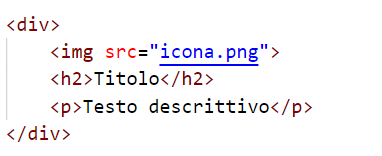 <div>
<img src="icona.png">
<h2>Titolo</h2>
<p>Testo descrittivo</p>
</div>